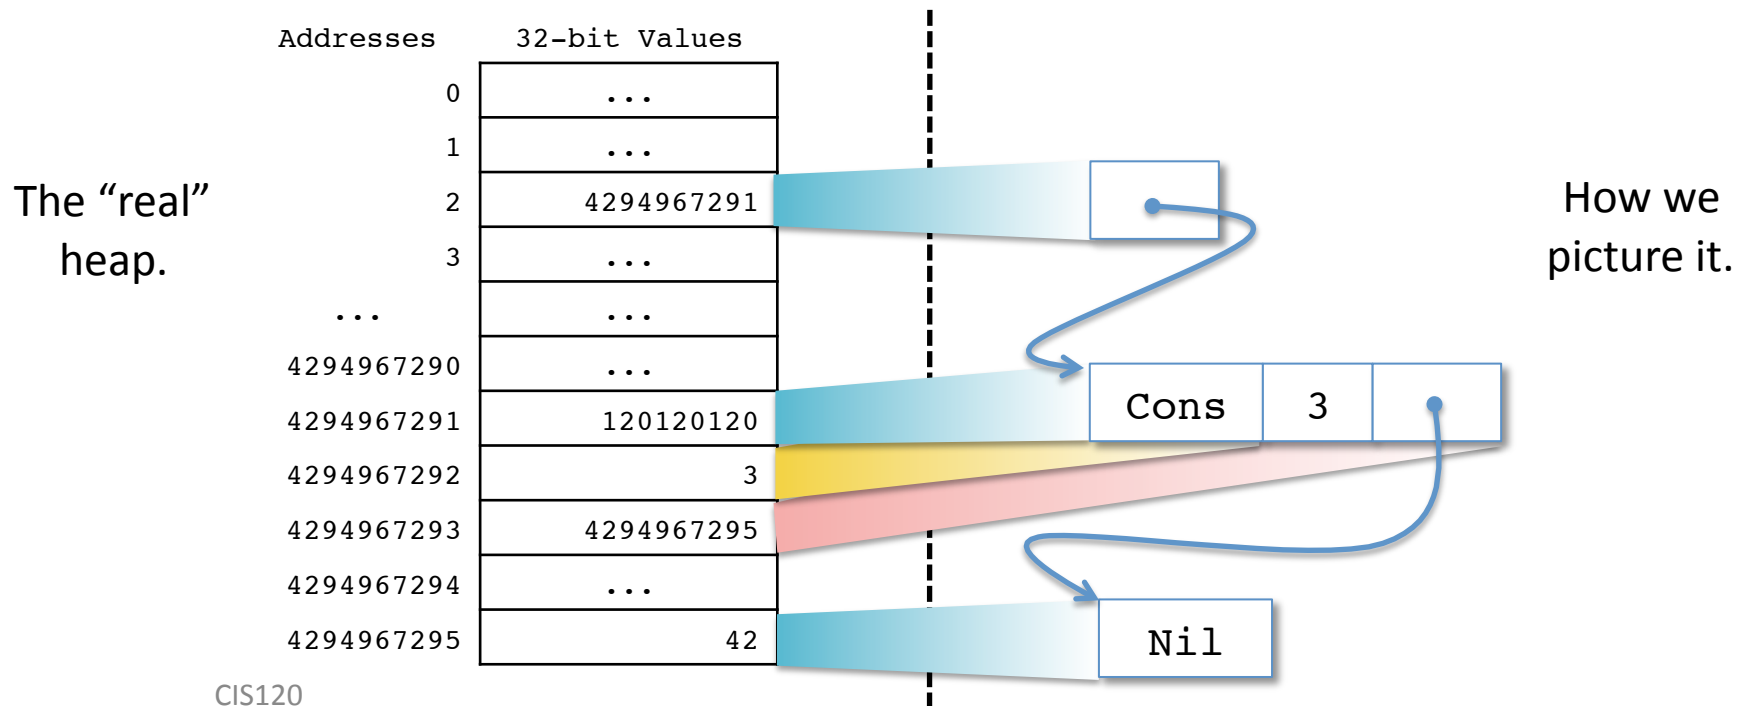 Addresses 32-bit Values
0 ...
1 ...
The “real” heap.
2 4294967291
3 ...
... ...
4294967290 ...
4294967291 120120120
4294967292 3
4294967293 4294967295
4294967294 ...
4294967295 42
How we
picture it.
Cons 3
Nil
CIS120